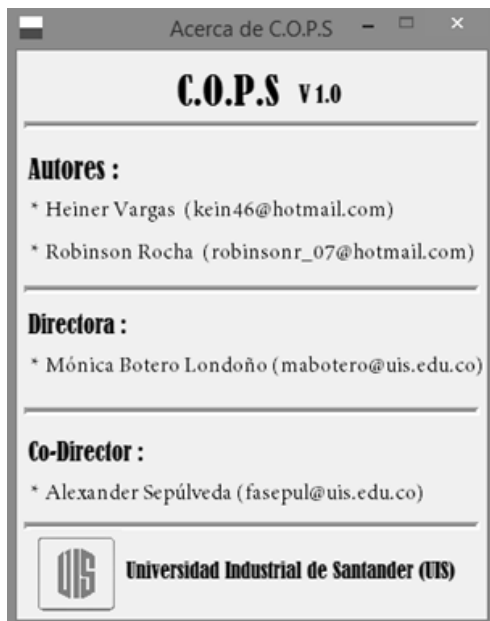 Acerca de C.O.P.S
C.O.P.S V 1.0
Autores :
* Heiner Vargas (kein46@hotmail.com)
* Robinson Rocha (robinsonr_07@hotmail.com)
Directora :
* Mónica Botero Londoño (mabotero@uis.edu.co)
Co-Director :
* Alexander Sepúlveda (fasepul@uis.edu.co)
UIS Universidad Industrial de Santander (UIS)